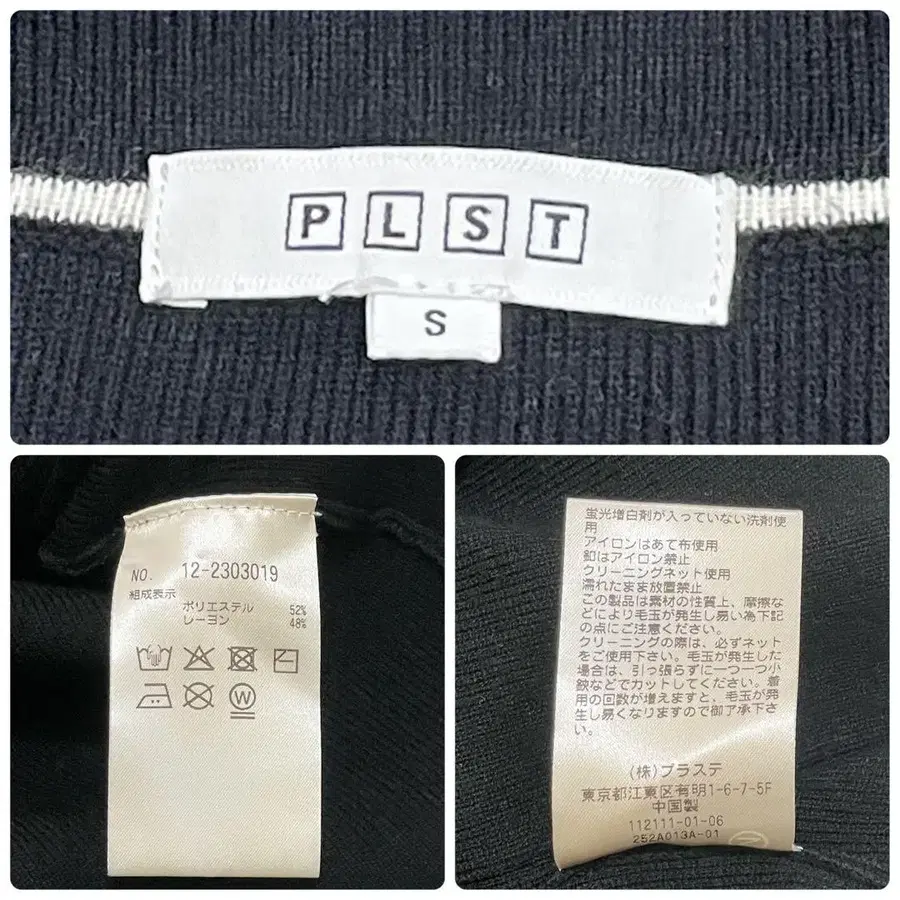 PLST
S
NO. 12-2303019
組成表示
ポリエステル 52%
レーヨン 48%
W
蛍光増白剤が入っていない洗剤使
用
アイロンはあて布使用
釦はアイロン禁止
クリーニングネット使用
濡れたまま放置禁止
この製品は素材の性質上、摩擦な
どにより毛玉が発生し易い為下記
の点にご注意ください。
クリーニングの際は、必ずネット
をご使用下さい。毛玉が発生した
場合は、引っ張らずに一つ一つ小
鋏などでカットしてください。着
用の回数が増えますと、毛玉が発
生し易くなりますので御了承下さ
い。
(株)プラステ
東京都江東区有明1-6-7-5F
中国製
112111-01-06
252A013A-01